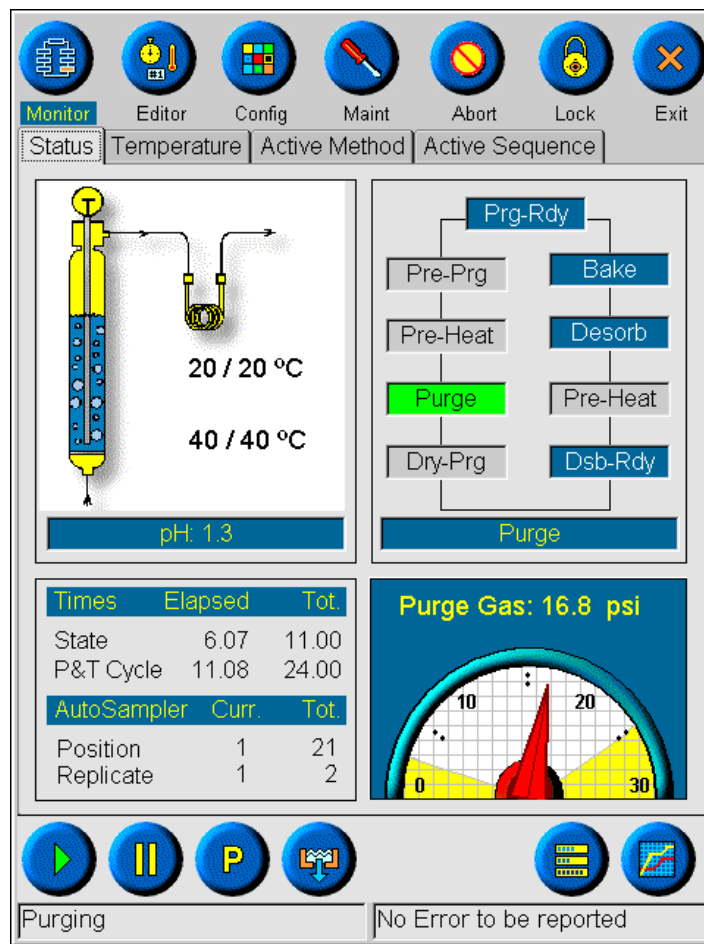 #1
Monitor Editor Config Maint Abort Lock Exit
Status Temperature Active Method Active Sequence
T
20 / 20 ºC
40 / 40 ºC
pH: 1.3
Prg-Rdy
Pre-Prg Bake
Pre-Heat Desorb
Purge Pre-Heat
Dry-Prg Dsb-Rdy
Purge
Times Elapsed Tot.
State 6.07 11.00
P&T Cycle 11.08 24.00
AutoSampler Curr. Tot.
Position 1 21
Replicate 1 2
Purge Gas: 16.8 psi
10 20
0 30
P
Purging
No Error to be reported